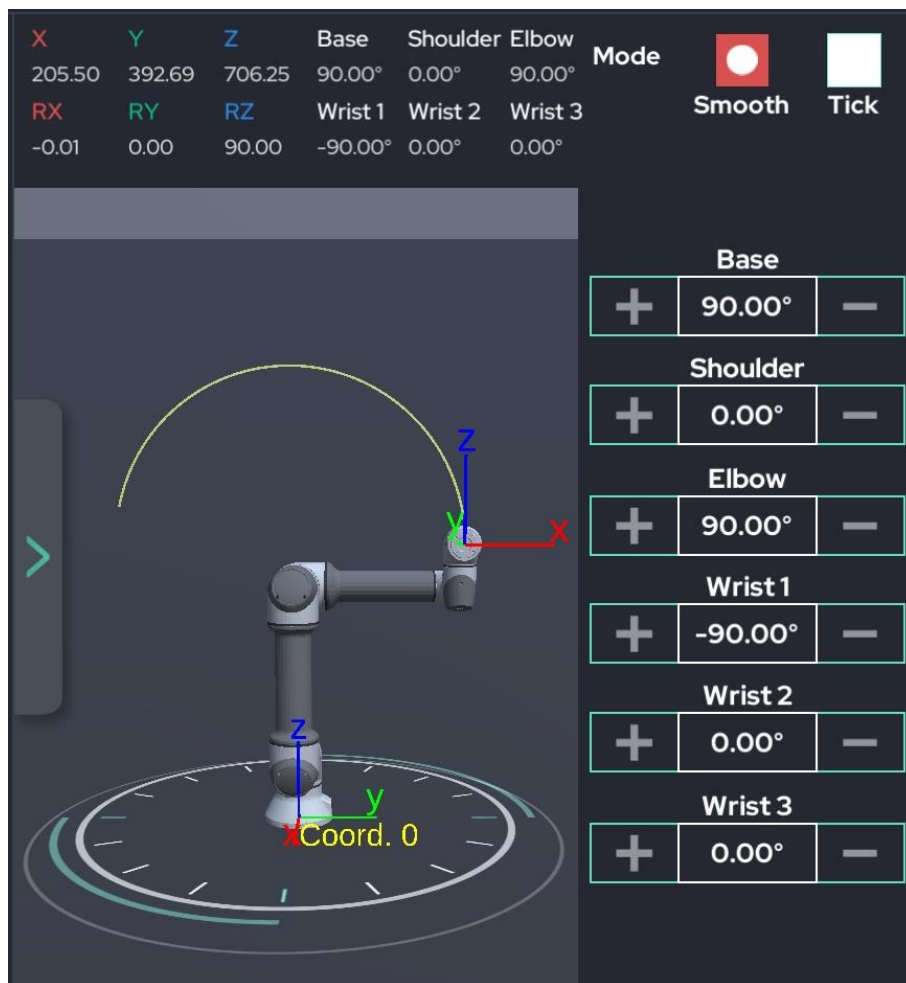 X Y Z Base Shoulder Elbow
205.50 392.69 706.25 90.00° 0.00° 90.00°
RX RY RZ Wrist 1 Wrist 2 Wrist 3
-0.01 0.00 90.00 -90.00° 0.00° 0.00°
Mode
Smooth Tick
Base
+ 90.00° −
Shoulder
+ 0.00° −
Elbow
+ 90.00° −
Wrist 1
+ -90.00° −
Wrist 2
+ 0.00° −
Wrist 3
+ 0.00° −
z
y x
z
y
x Coord. 0
>